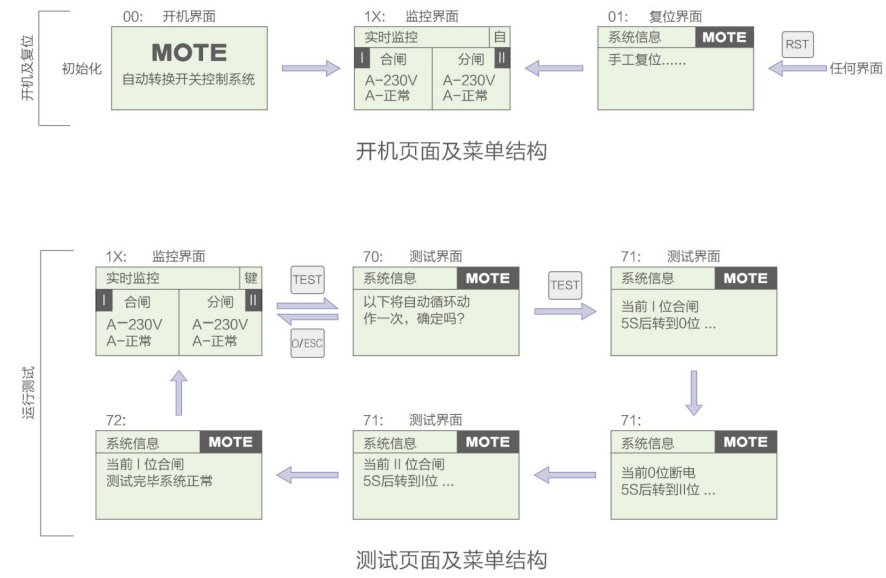 00: 开机界面
1X: 监控界面
01: 复位界面
开机及复位
初始化
MOTE
自动转换开关控制系统
实时监控 自
I 合闸 分闸 II
A-230V A-230V
A-正常 A-正常
系统信息 MOTE
手工复位......
RST
任何界面
开机页面及菜单结构
运行测试
1X: 监控界面
实时监控 键
I 合闸 分闸 II
A-230V A-230V
A-正常 A-正常
TEST
O/ESC
70: 测试界面
系统信息 MOTE
以下将自动循环动
作一次，确定吗?
TEST
71: 测试界面
系统信息 MOTE
当前 I 位合闸
5S后转到0位 ...
71:
系统信息 MOTE
当前0位断电
5S后转到II位 ...
71: 测试界面
系统信息 MOTE
当前 II 位合闸
5S后转到I位 ...
72:
系统信息 MOTE
当前 I 位合闸
测试完毕系统正常
测试页面及菜单结构